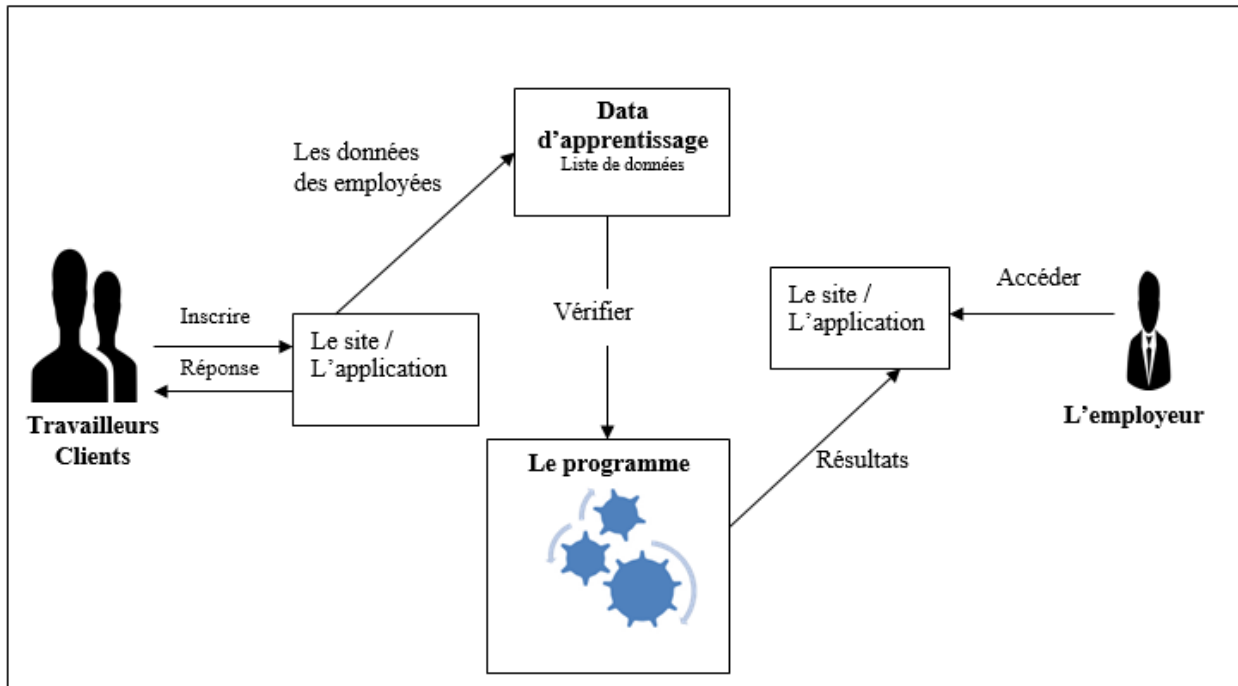 Data
d'apprentissage
Liste de données
Les données
des employées
Inscrire
Réponse
Le site /
L'application
Travailleurs
Clients
Vérifier
Le programme
Résultats
Le site /
L'application
Accéder
L'employeur